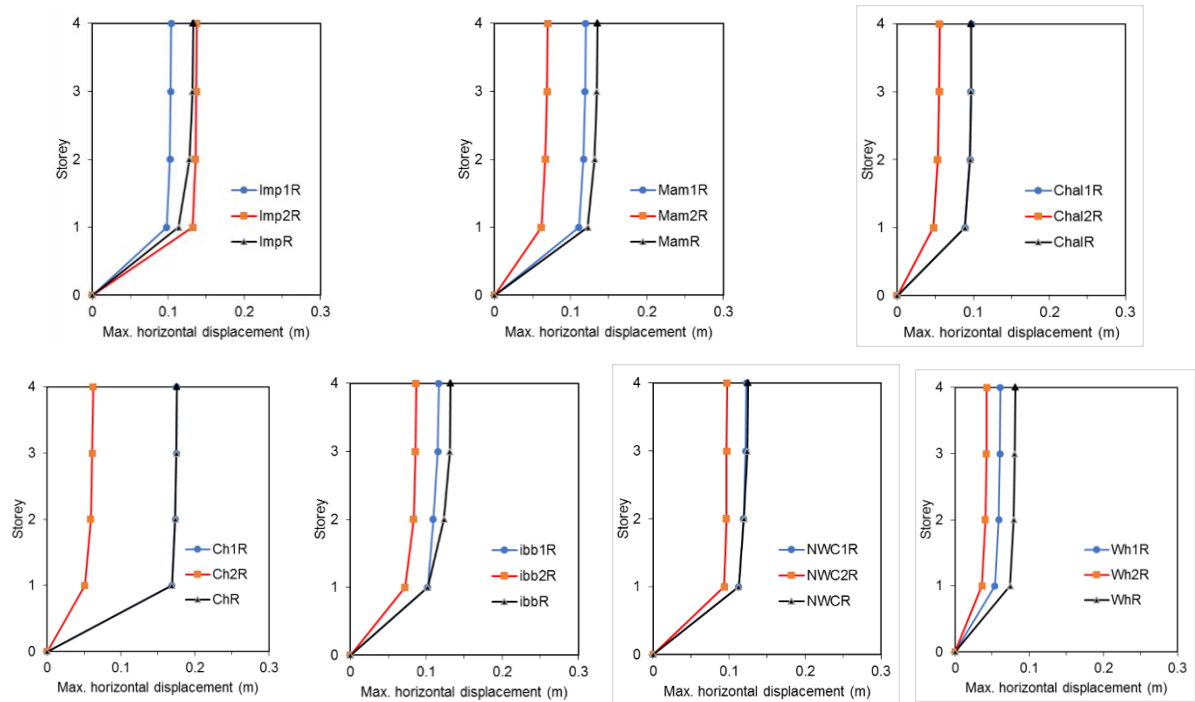 4
3
2
1
0
Storey
Imp1R
Imp2R
ImpR
0 0.1 0.2 0.3
Max. horizontal displacement (m)
4
3
2
1
0
Storey
Mam1R
Mam2R
MamR
0 0.1 0.2 0.3
Max. horizontal displacement (m)
4
3
2
1
0
Storey
Chal1R
Chal2R
ChalR
0 0.1 0.2 0.3
Max. horizontal displacement (m)
4
3
2
1
0
Storey
Ch1R
Ch2R
ChR
0 0.1 0.2 0.3
Max. horizontal displacement (m)
4
3
2
1
0
Storey
ibb1R
ibb2R
ibbR
0 0.1 0.2 0.3
Max. horizontal displacement (m)
4
3
2
1
0
Storey
NWC1R
NWC2R
NWCR
0 0.1 0.2 0.3
Max. horizontal displacement (m)
4
3
2
1
0
Storey
Wh1R
Wh2R
WhR
0 0.1 0.2 0.3
Max. horizontal displacement (m)